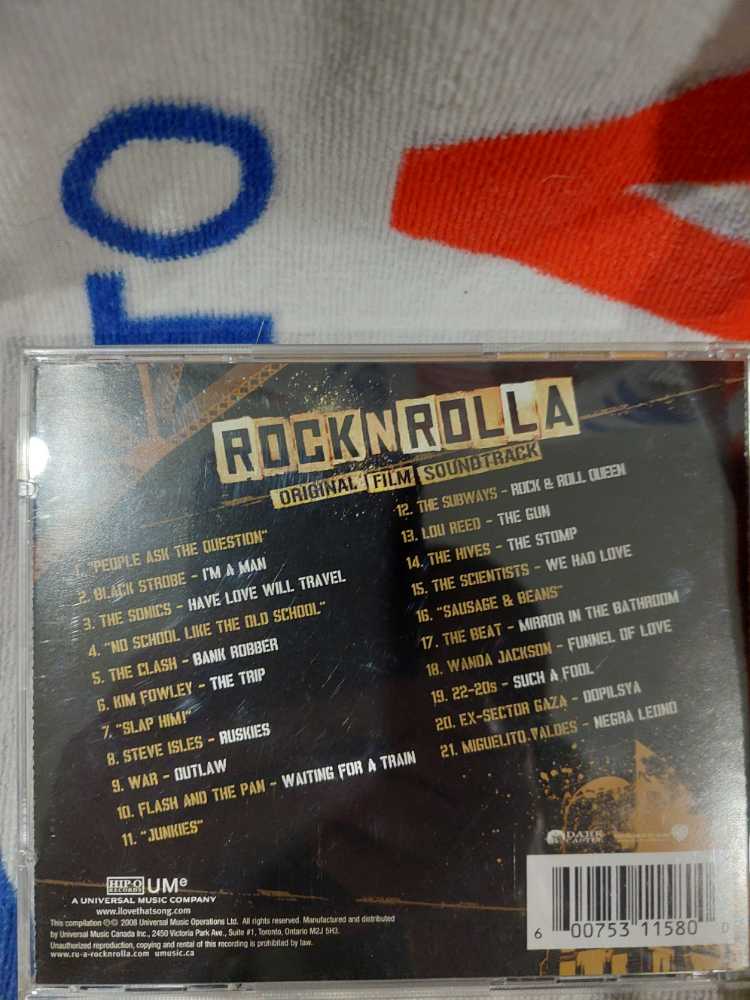 TO
ROCKNROLLA
ORIGINAL FILM SOUNDTRACK
1. "PEOPLE ASK THE QUESTION"
2. BLACK STROBE - I'M A MAN
3. THE SONICS - HAVE LOVE WILL TRAVEL
4. "NO SCHOOL LIKE THE OLD SCHOOL"
5. THE CLASH - BANK ROBBER
6. KIM FOWLEY - THE TRIP
7. "SLAP HIM!"
8. STEVE ISLES - RUSKIES
9. WAR - OUTLAW
10. FLASH AND THE PAN - WAITING FOR A TRAIN
11. "JUNKIES"
12. THE SUBWAYS - ROCK & ROLL QUEEN
13. LOU REED - THE GUN
14. THE HIVES - THE STOMP
15. THE SCIENTISTS - WE HAD LOVE
16. "SAUSAGE & BEANS"
17. THE BEAT - MIRROR IN THE BATHROOM
18. WANDA JACKSON - FUNNEL OF LOVE
19. 22-20s - SUCH A FOOL
20. EX-SECTOR GAZA - OOPILSYA
21. MIGUELITO VALDES - NEGRA LEONO
HIP-O RECORDS UMe
A UNIVERSAL MUSIC COMPANY
www.ilovethatsong.com
This compilation ℗© 2008 Universal Music Operations Ltd. All rights reserved. Manufactured and distributed
by Universal Music Canada Inc., 2450 Victoria Park Ave., Suite #1, Toronto, Ontario M2J 5H3.
Unauthorized reproduction, copying and rental of this recording is prohibited by law.
www.ru-a-rocknrolla.com umusic.ca
DARK CASTLE
6 00753 11580 0